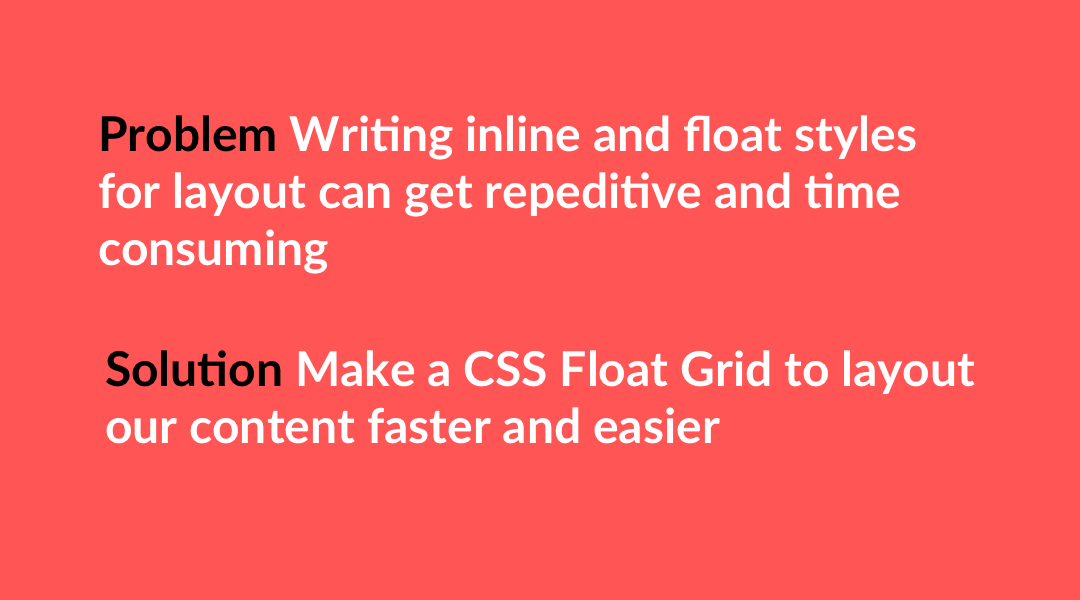 Problem Writing inline and float styles
for layout can get repeditive and time
consuming
Solution Make a CSS Float Grid to layout
our content faster and easier